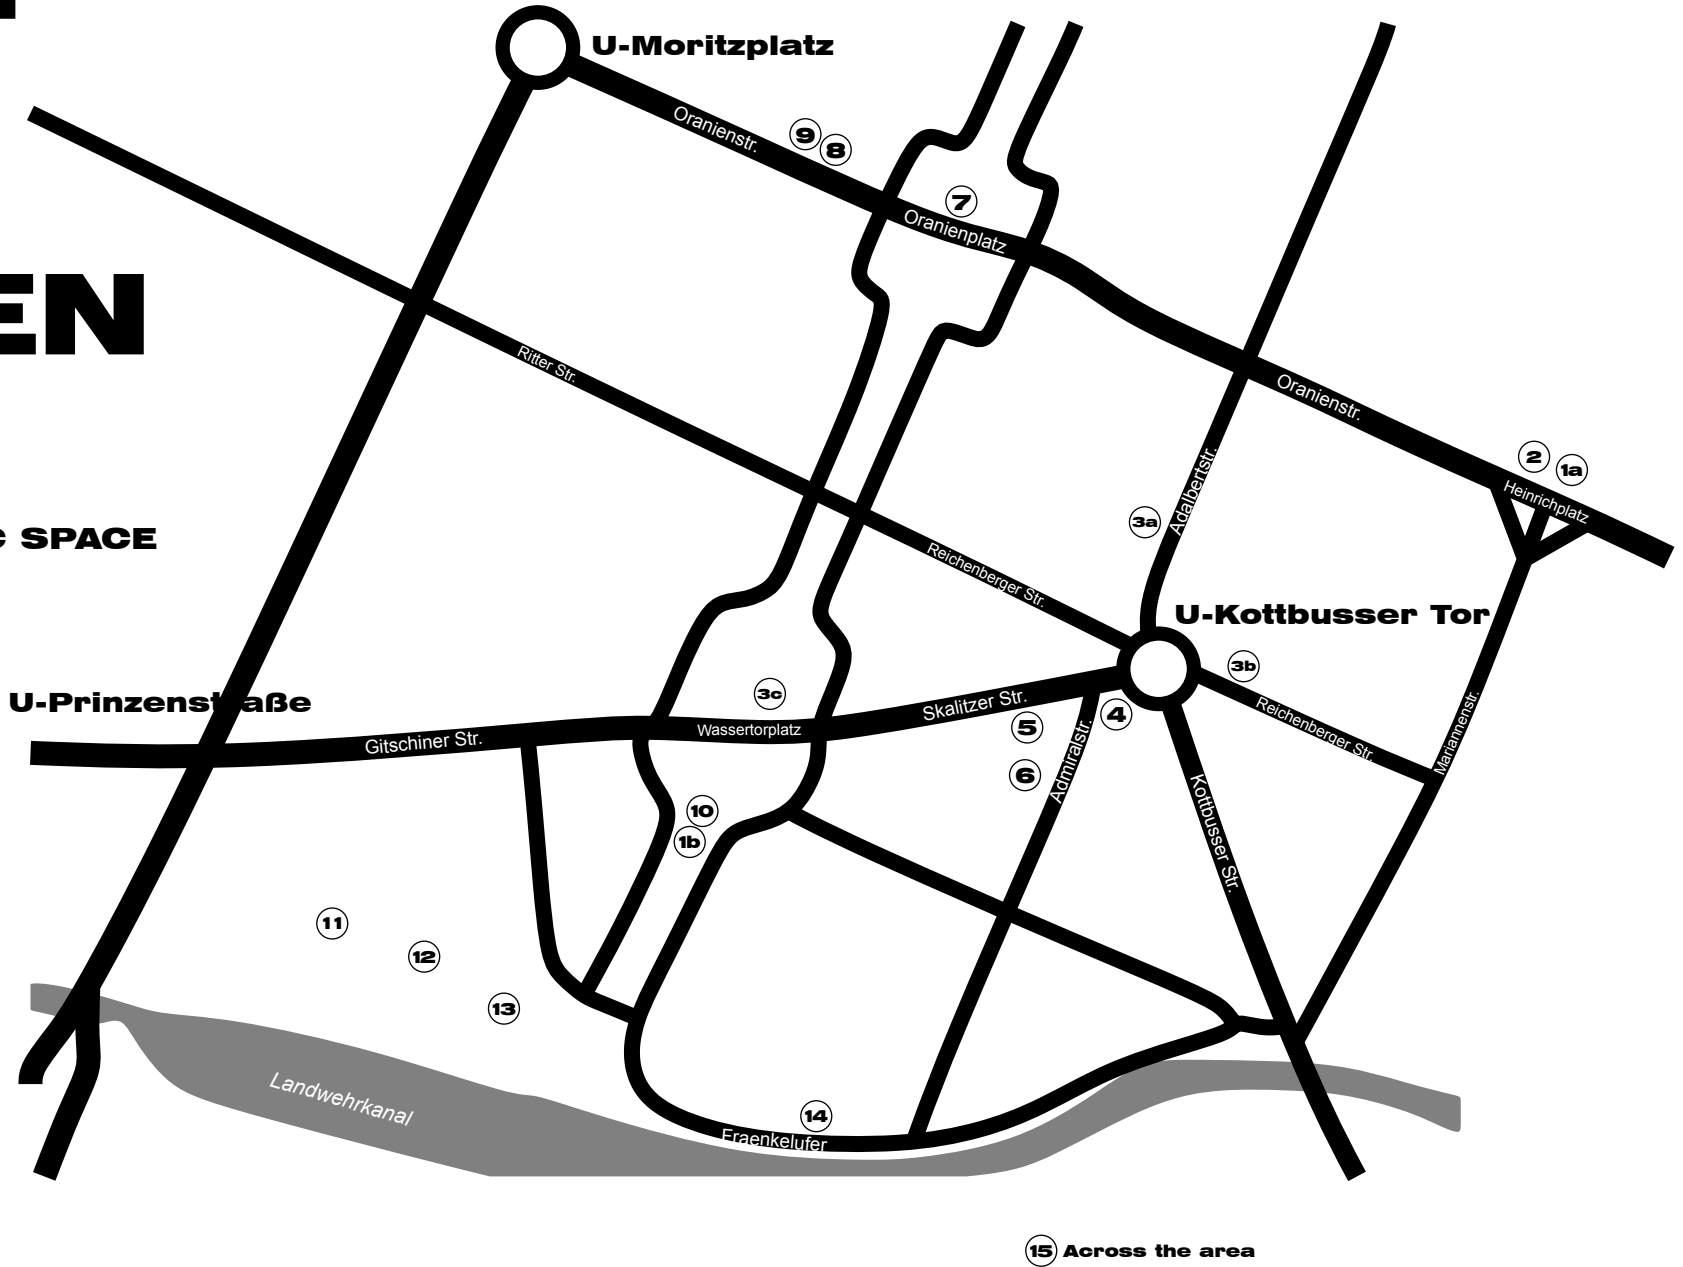 U-Moritzplatz
Oranienstr.
9
8
7
Oranienplatz
EN
Ritter Str.
Oranienstr.
2
1a
Heinrichplatz
Adalbertstr.
3a
SPACE
Reichenberger Str.
U-Kottbusser Tor
3b
U-Prinzenstraße
3c
Skalitzer Str.
Reichenberger Str.
Mariannenstr.
4
5
Wassertorplatz
Gitschiner Str.
6
Admiralstr.
Kottbusser Str.
10
1b
11
12
13
Landwehrkanal
14
Fraenkelufer
15 Across the area